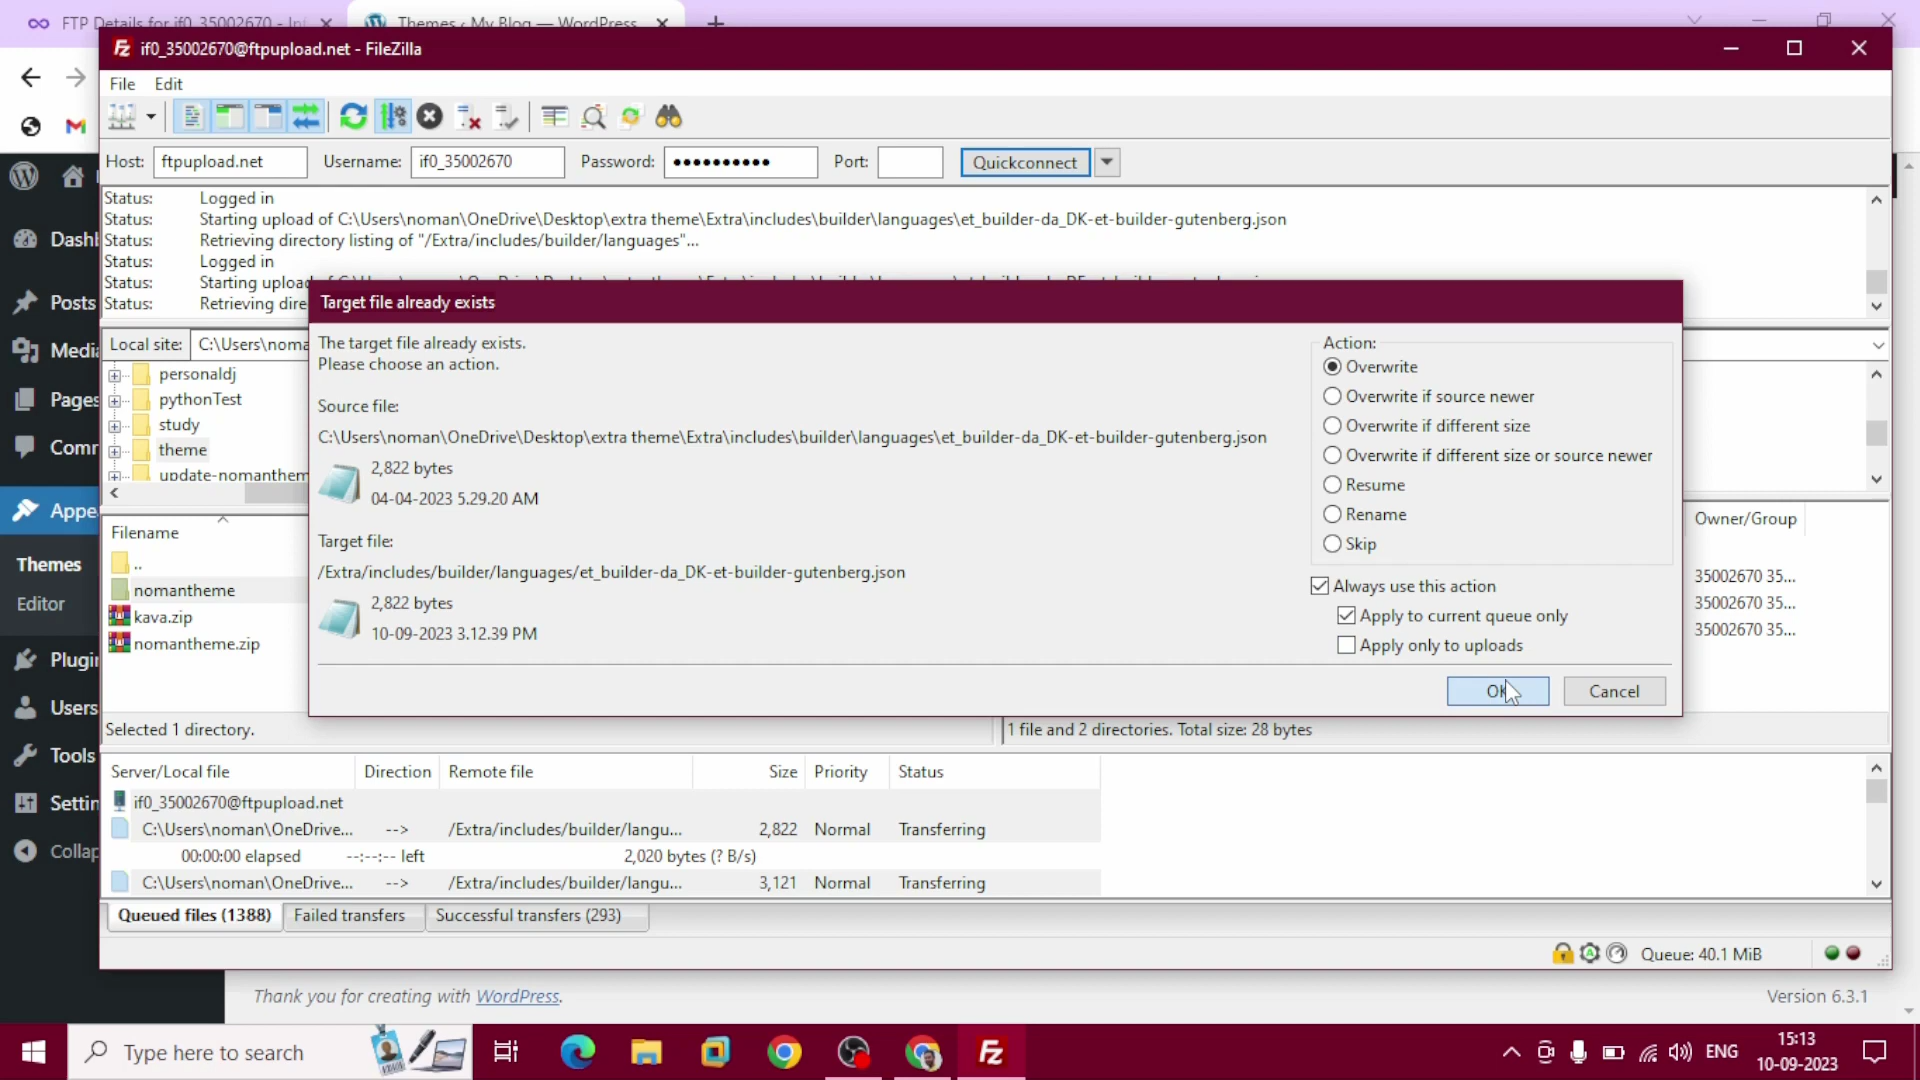 FTP Details for if0_35002670 - Ini
Themes ‹ My Blog — WordPress
if0_35002670@ftpupload.net - FileZilla
File Edit
Host: ftpupload.net Username: if0_35002670 Password: ●●●●●●●●●● Port: Quickconnect
Status: Logged in
Status: Starting upload of C:\Users\noman\OneDrive\Desktop\extra theme\Extra\includes\builder\languages\et_builder-da_DK-et-builder-gutenberg.json
Status: Retrieving directory listing of "/Extra/includes/builder/languages"...
Status: Logged in
Status: Starting upload
Status: Retrieving dire
Target file already exists
The target file already exists.
Please choose an action.
Source file:
C:\Users\noman\OneDrive\Desktop\extra theme\Extra\includes\builder\languages\et_builder-da_DK-et-builder-gutenberg.json
2,822 bytes
04-04-2023 5.29.20 AM
Target file:
/Extra/includes/builder/languages/et_builder-da_DK-et-builder-gutenberg.json
2,822 bytes
10-09-2023 3.12.39 PM
Action:
Overwrite
Overwrite if source newer
Overwrite if different size
Overwrite if different size or source newer
Resume
Rename
Skip
Always use this action
Apply to current queue only
Apply only to uploads
OK Cancel
Local site: C:\Users\noma
personaldj
pythonTest
study
theme
update-nomanthem
Filename
..
nomantheme
kava.zip
nomantheme.zip
Owner/Group
35002670 35...
35002670 35...
35002670 35...
Selected 1 directory.
1 file and 2 directories. Total size: 28 bytes
Server/Local file Direction Remote file Size Priority Status
if0_35002670@ftpupload.net
C:\Users\noman\OneDrive... --> /Extra/includes/builder/langu... 2,822 Normal Transferring
00:00:00 elapsed --:--:-- left 2,020 bytes (? B/s)
C:\Users\noman\OneDrive... --> /Extra/includes/builder/langu... 3,121 Normal Transferring
Queued files (1388) Failed transfers Successful transfers (293)
Queue: 40.1 MiB
Dashb
Posts
Media
Pages
Comm
Appe
Themes
Editor
Plugin
Users
Tools
Settin
Collap
Thank you for creating with WordPress.
Version 6.3.1
Type here to search
ENG
15:13
10-09-2023